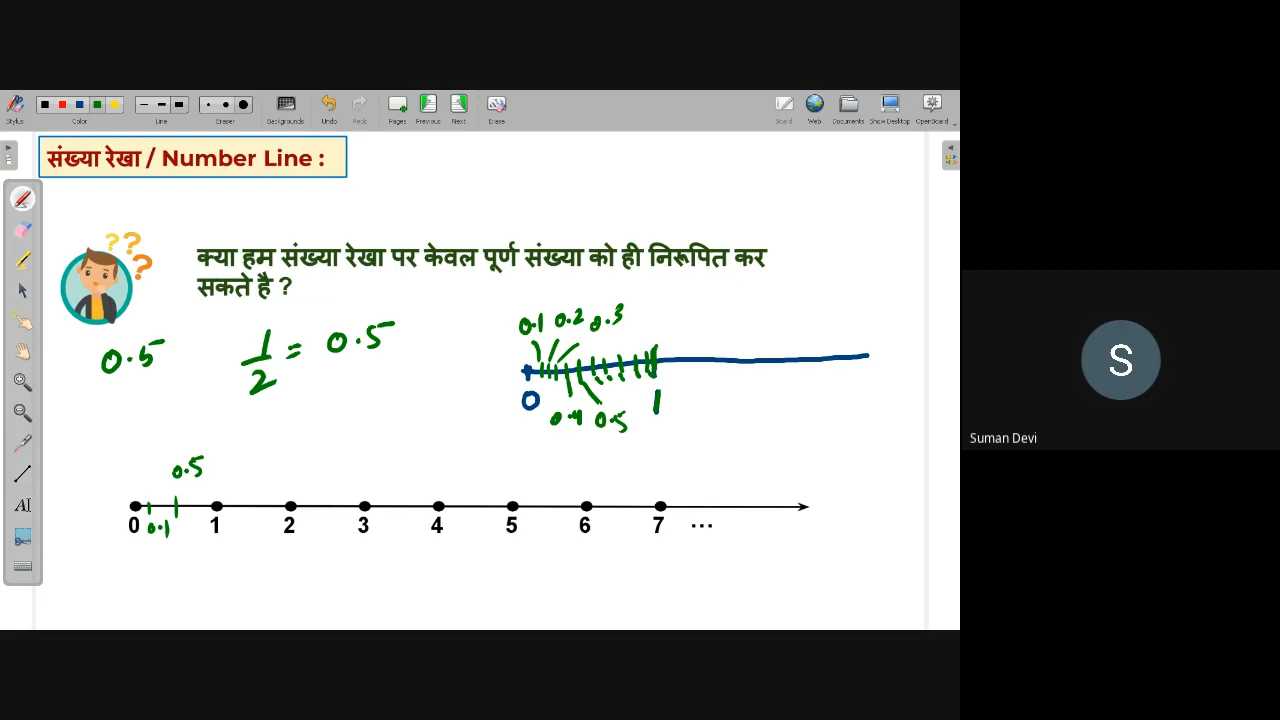 Stylus
Color
Line
Eraser
Backgrounds
Undo
Redo
Pages
Previous
Next
Erase
Board
Web
Documents
Show Desktop
OpenBoard
संख्या रेखा / Number Line :
क्या हम संख्या रेखा पर केवल पूर्ण संख्या को ही निरूपित कर
सकते है ?
0.5
1/2 = 0.5
0.1 0.2 0.3
0 1
0.4 0.5
0.5
0 1 2 3 4 5 6 7 ...
0.1
AI
S
Suman Devi